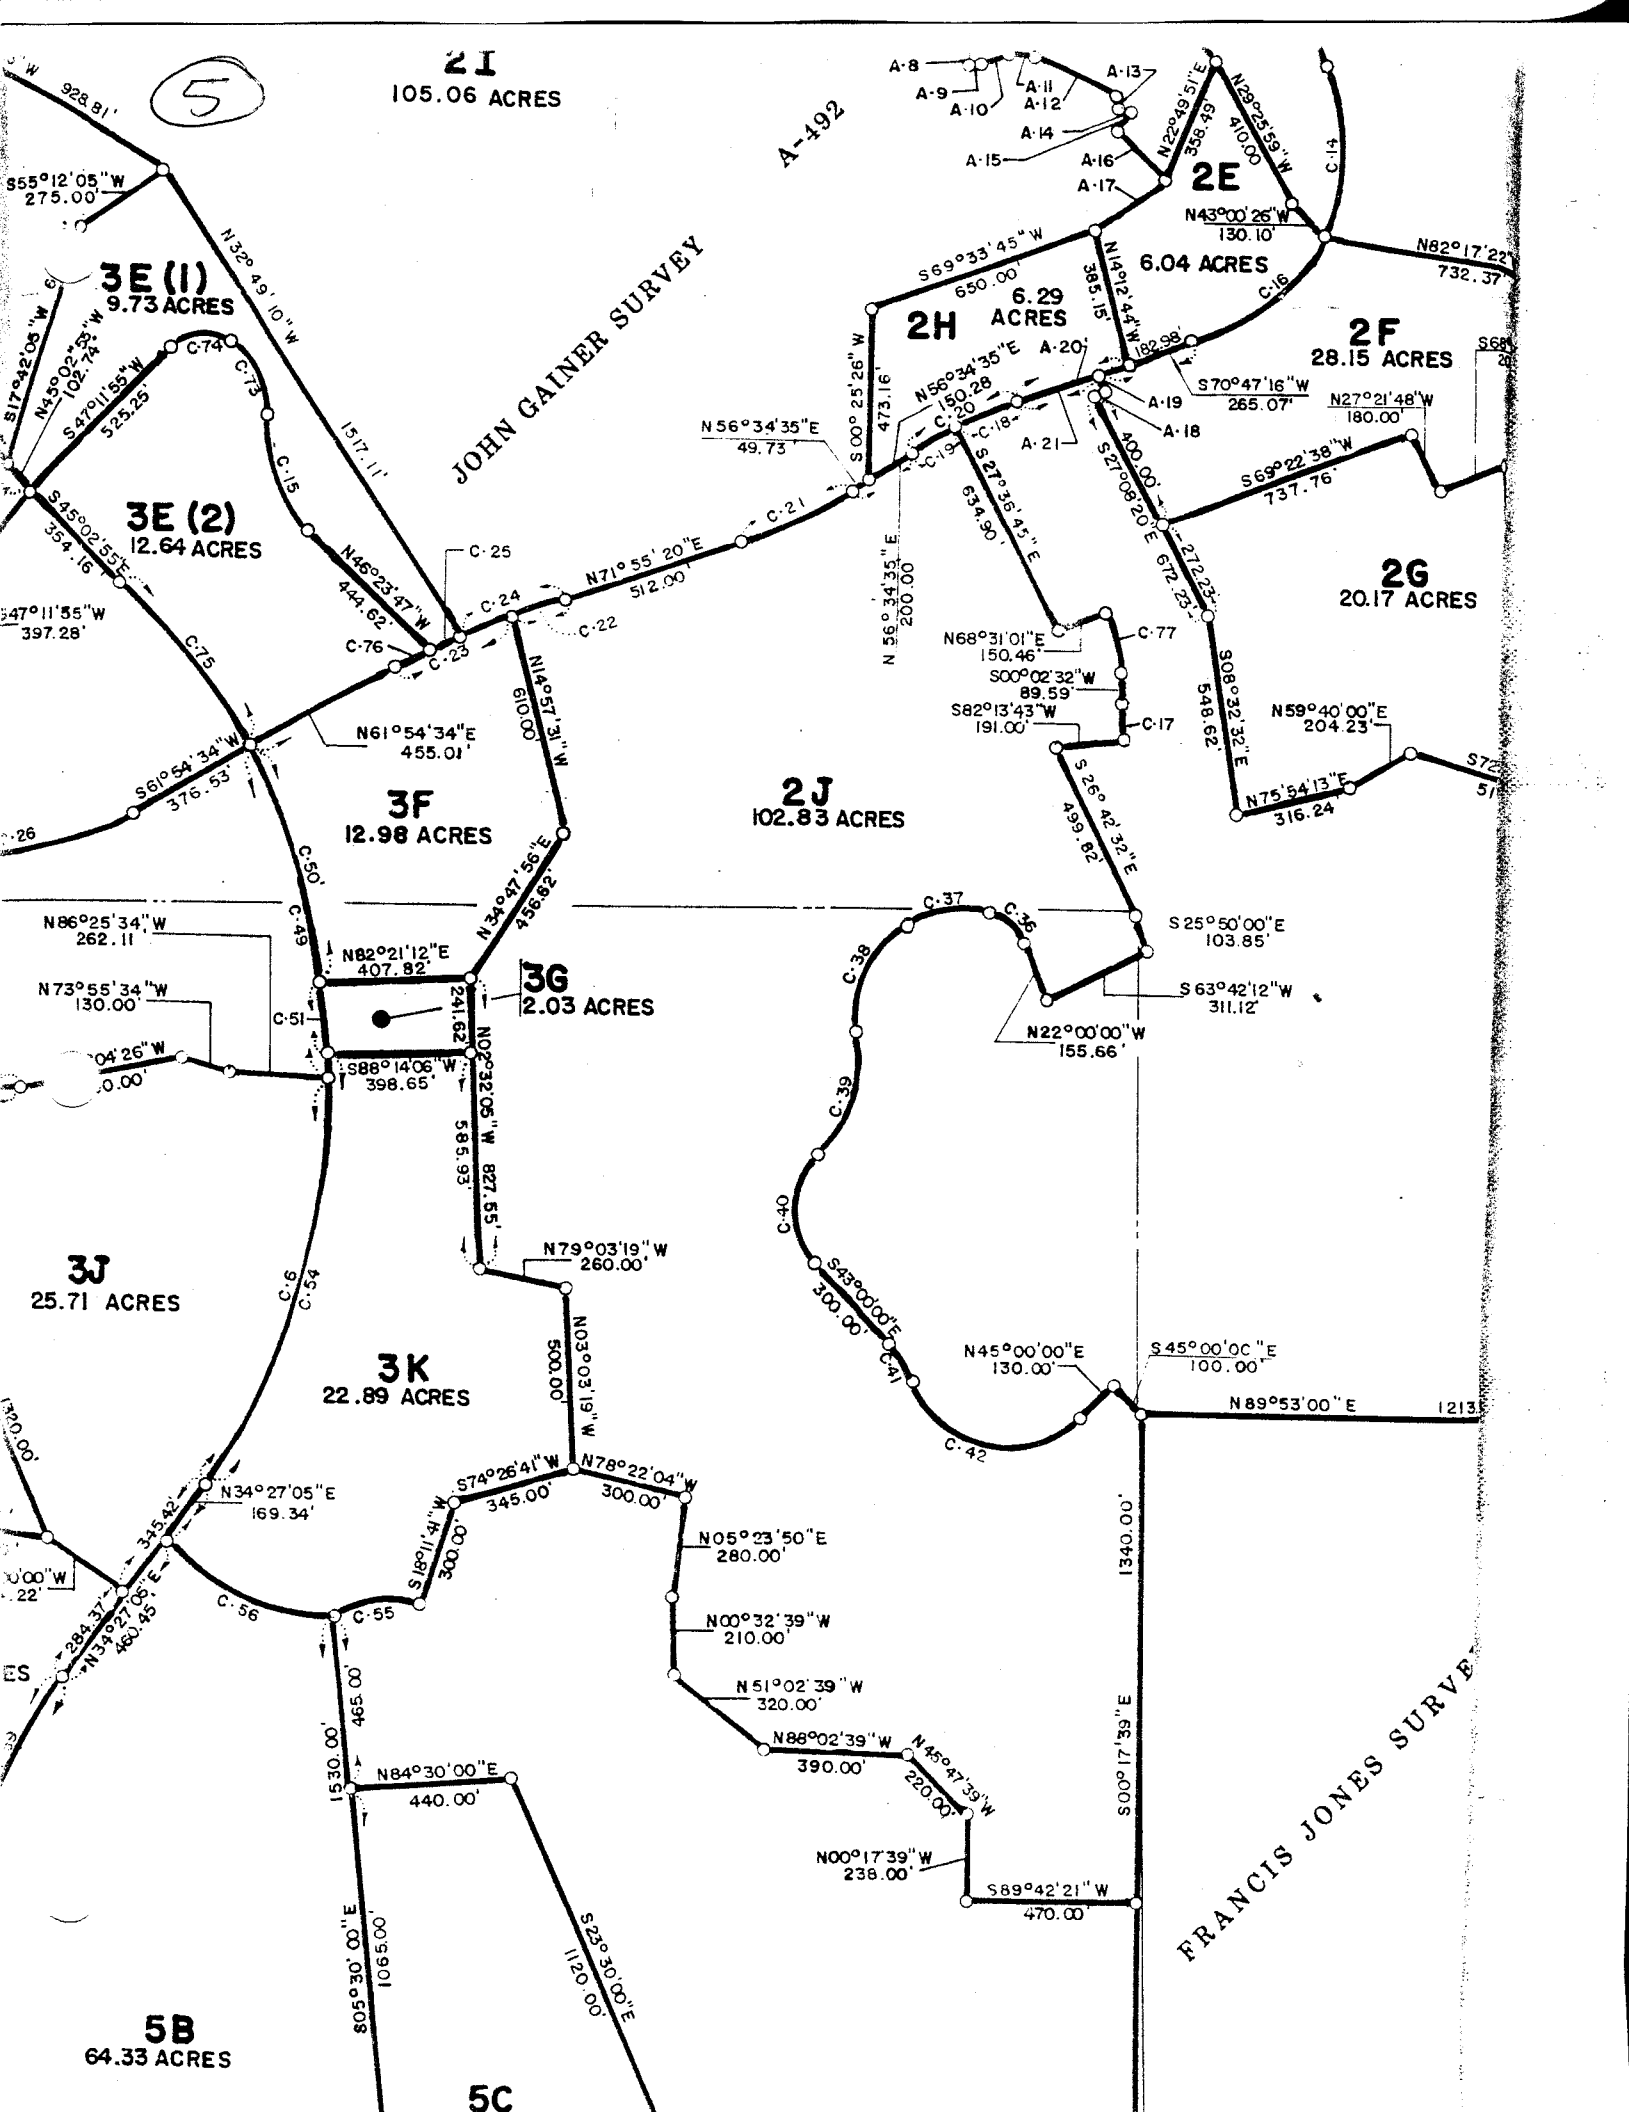 5
2I
105.06 ACRES
A-492
928.81'
S55°12'05"W
275.00'
3E (1)
9.73 ACRES
N32°49'10"W
1517.11'
JOHN GAINER SURVEY
S17°42'05"W
N45°02'55"W
102.74'
S47°11'55"W
525.25'
C-74
C-73
C-15
3E (2)
12.64 ACRES
S45°02'55"E
354.16'
N46°23'47"W
444.62'
S47°11'55"W
397.28'
C-75
C-76
C-25
C-23
C-24
C-22
N71°55'20"E
512.00'
C-21
N61°54'34"E
455.01'
S61°54'34"W
376.53'
C-26
A-8
A-9
A-10
A-11
A-12
A-13
A-14
A-15
A-16
A-17
N22°49'51"E
358.49'
N29°25'59"W
410.00
C-14
2E
6.04 ACRES
N43°00'26"W
130.10'
N82°17'22"
732.37'
S69°33'45"W
650.00'
N14°12'44"W
385.15'
C-16
2H
6.29
ACRES
S00°25'26"W
473.16'
N56°34'35"E
150.28
A-20
182.98'
S70°47'16"W
265.07'
A-19
A-18
A-21
C-20
C-18
C-19
N56°34'35"E
49.73'
N56°34'35"E
200.00
2F
28.15 ACRES
S68°
20
N27°21'48"W
180.00'
400.00'
S27°08'20"E
672.23'
272.23'
S69°22'38"W
737.76'
S27°36'45"E
634.90'
2G
20.17 ACRES
N68°31'01"E
150.46'
C-77
S00°02'32"W
89.59'
S82°13'43"W
191.00'
C-17
S08°32'32"E
548.62'
N59°40'00"E
204.23'
N75°54'13"E
316.24'
S72
51
N14°57'31"W
610.00'
3F
12.98 ACRES
2J
102.83 ACRES
S26°42'32"E
499.82'
C-50
C-49
N34°47'56"E
456.62'
N86°25'34"W
262.11'
N82°21'12"E
407.82'
3G
2.03 ACRES
N73°55'34"W
130.00'
C-51
241.62'
04'26"W
0.00'
S88°14'06"W
398.65'
N02°32'05"W 827.55'
585.93'
C-37
C-36
C-38
C-39
C-40
S25°50'00"E
103.85'
S63°42'12"W
311.12'
N22°00'00"W
155.66'
3J
25.71 ACRES
C-6
C-54
N79°03'19"W
260.00'
N03°03'19"W
500.00'
3K
22.89 ACRES
S43°00'00"E
300.00'
C-41
C-42
N45°00'00"E
130.00'
S45°00'00"E
100.00'
N89°53'00"E
1213
1320.00'
N34°27'05"E
169.34'
345.42'
S74°26'41"W
345.00'
N78°22'04"W
300.00'
S18°11'14"W
300.00'
N05°23'50"E
280.00'
0'00"W
.22'
284.37'
N34°27'05"E
460.45'
C-56
C-55
N00°32'39"W
210.00'
1340.00'
ES
N51°02'39"W
320.00'
465.00'
1530.00'
N88°02'39"W
390.00'
N45°47'39"W
220.00'
N84°30'00"E
440.00'
S00°17'39"E
N00°17'39"W
238.00'
S89°42'21"W
470.00'
FRANCIS JONES SURVEY
S05°30'00"E
1065.00'
S23°30'00"E
1120.00'
5B
64.33 ACRES
5C